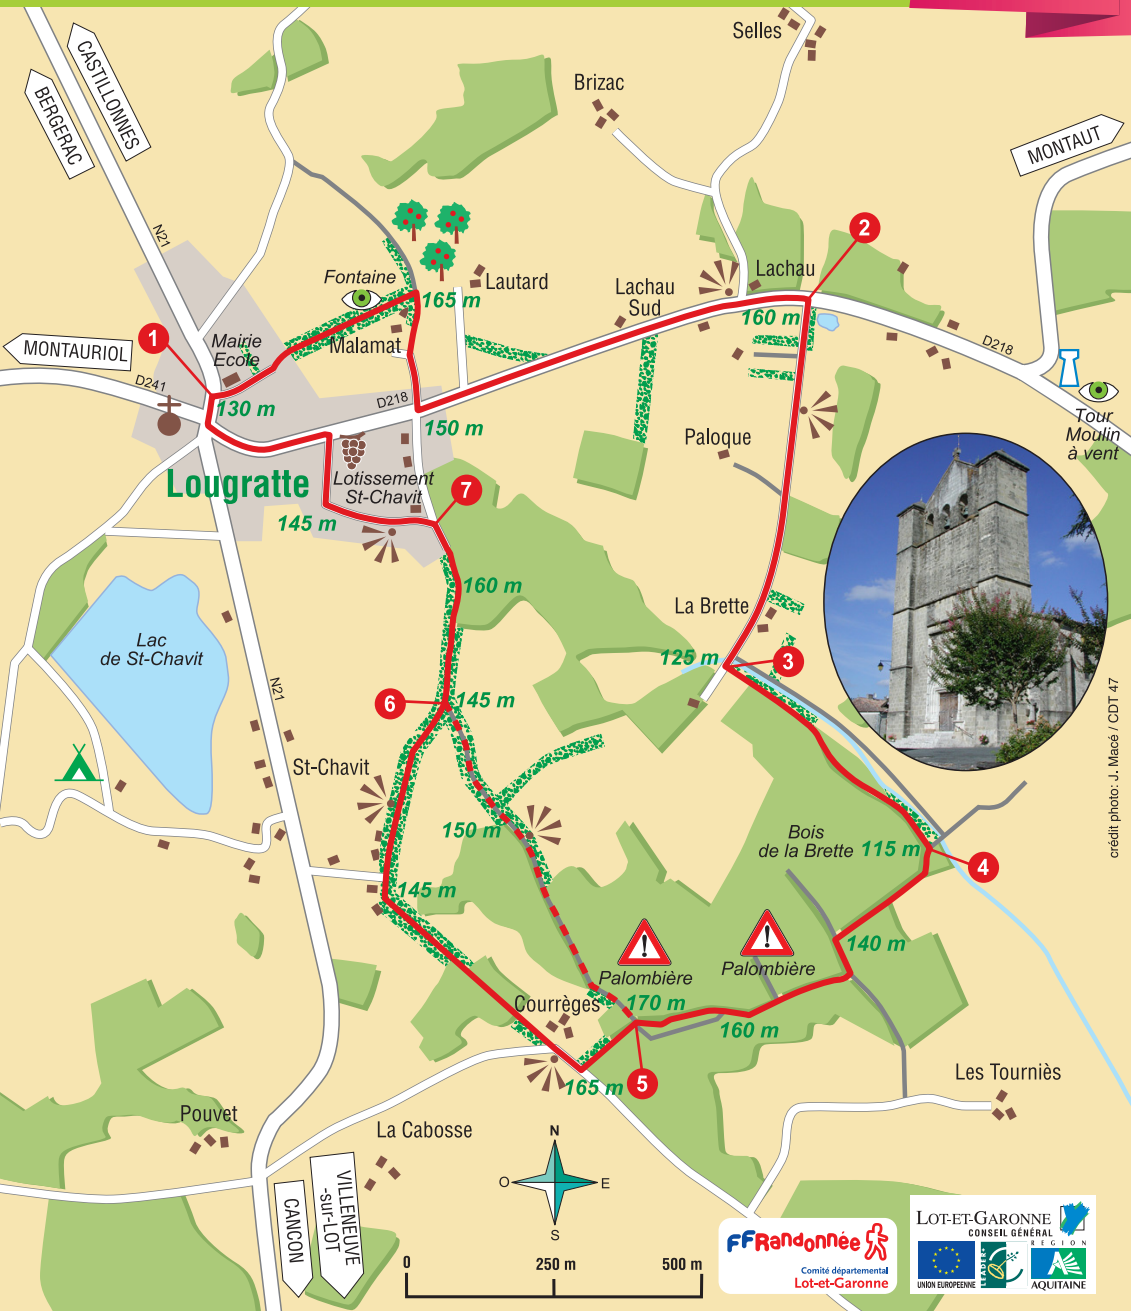 Selles
CASTILLONNES
BERGERAC
Brizac
MONTAUT
N21
2
Fontaine
Lautard
Lachau
165 m
Lachau
Sud
160 m
1
Mairie
Ecole
Malamat
MONTAURIOL
D218
D241
130 m
D218
150 m
Tour
Moulin
à vent
Paloque
Lougratte
Lotissement
St-Chavit
7
145 m
160 m
La Brette
Lac
de St-Chavit
125 m
3
N21
6
145 m
crédit photo: J. Macé / CDT 47
St-Chavit
150 m
Bois
de la Brette
115 m
4
145 m
140 m
Palombière
Palombière
Courrèges
170 m
160 m
165 m
5
Les Tourniès
Pouvet
La Cabosse
N
O
E
S
CANCON
VILLENEUVE
-sur-LOT
0
250 m
500 m
FFRandonnée
Comité départemental
Lot-et-Garonne
LOT-ET-GARONNE
CONSEIL GÉNÉRAL
REGION
UNION EUROPEENNE
LEADER+
AQUITAINE